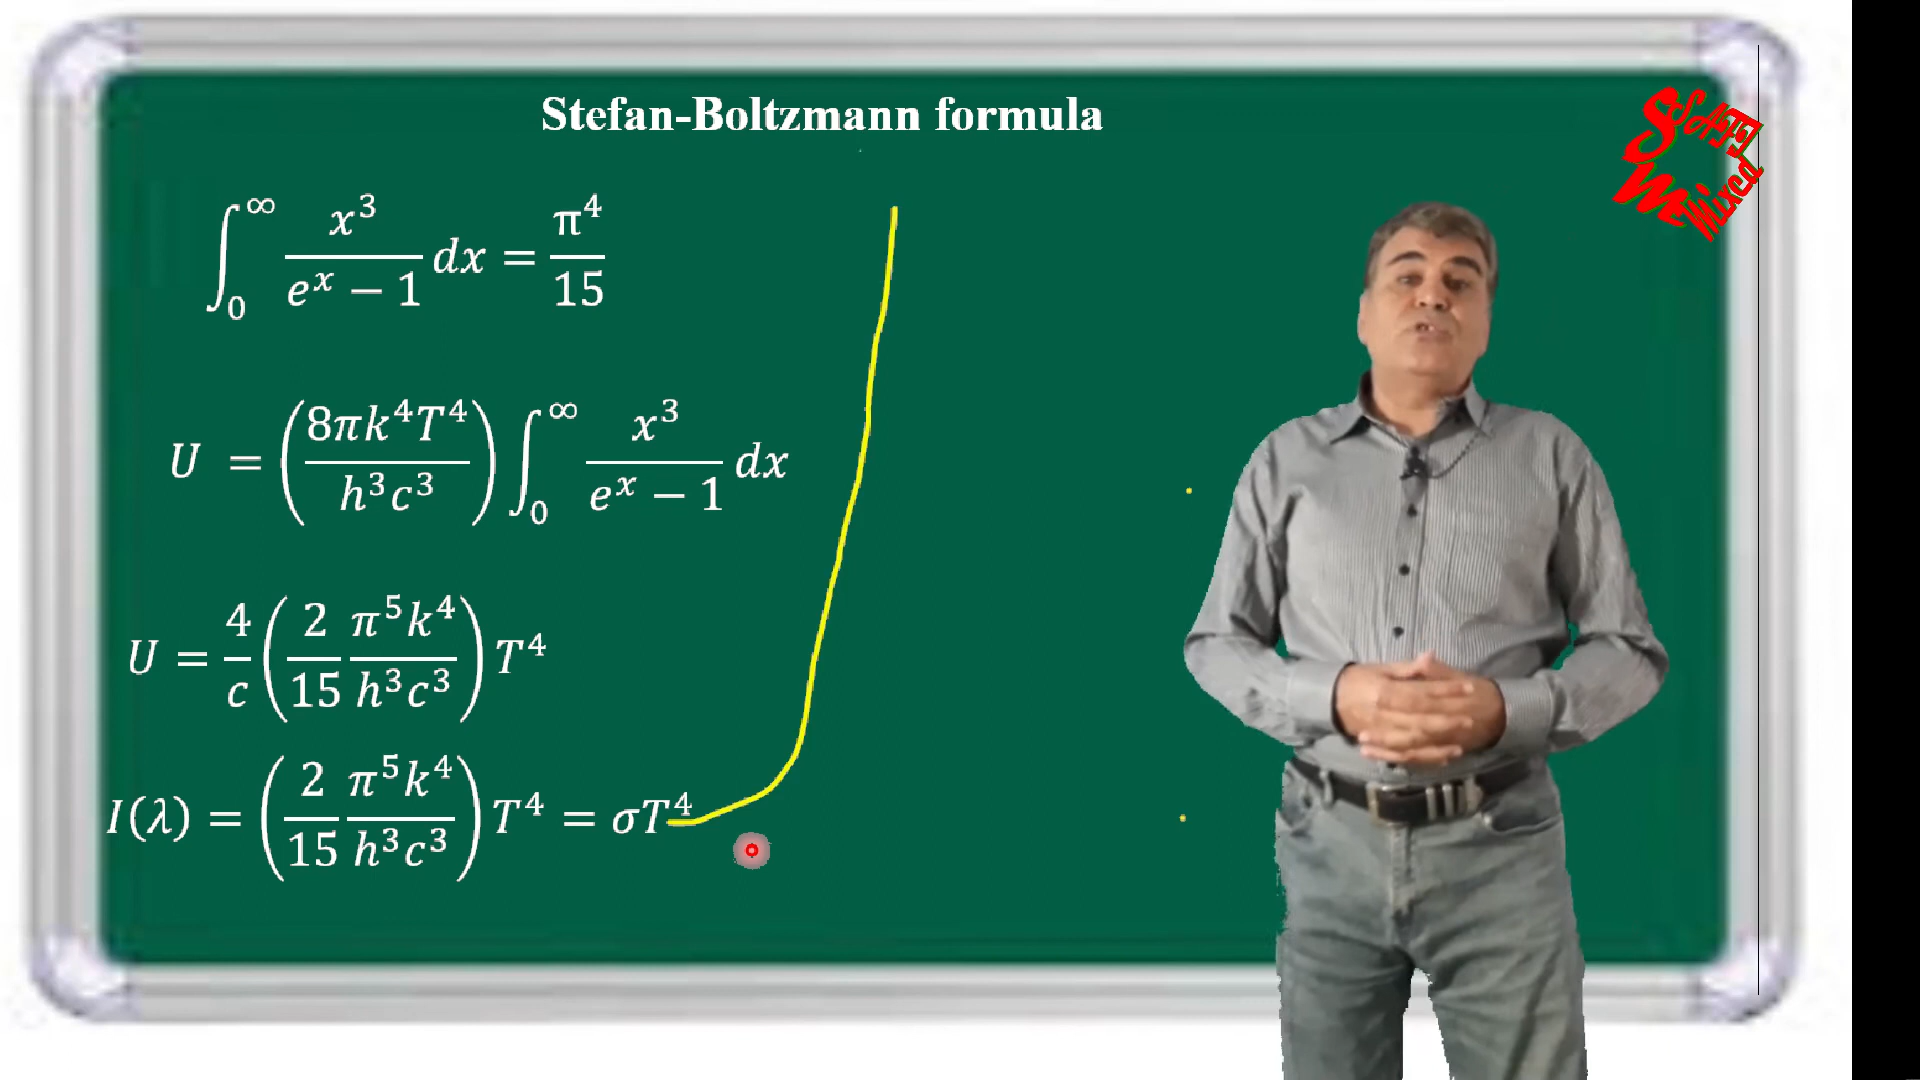 Stefan-Boltzmann formula
∫₀^∞ x³/(eˣ − 1) dx = π⁴/15
U = (8πk⁴T⁴/h³c³) ∫₀^∞ x³/(eˣ − 1) dx
U = 4/c (2/15 π⁵k⁴/h³c³) T⁴
I(λ) = (2/15 π⁵k⁴/h³c³) T⁴ = σT⁴
Mixed